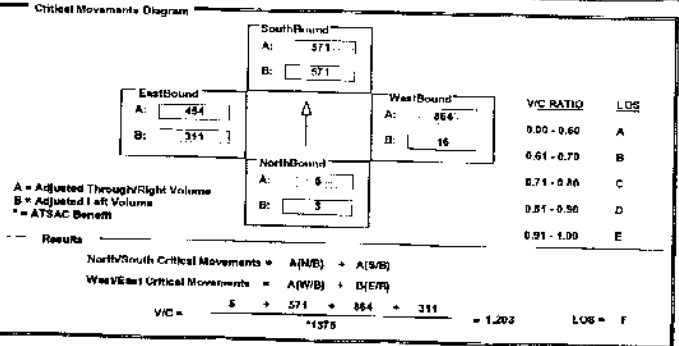 Critical Movements Diagram
SouthBound
A: 571
B: 571
EastBound
A: 454
B: 311
WestBound
A: 864
B: 16
NorthBound
A: 5
B: 5
V/C RATIO LOS
0.00 - 0.60 A
0.61 - 0.70 B
0.71 - 0.80 C
0.81 - 0.90 D
0.91 - 1.00 E
A = Adjusted Through/Right Volume
B = Adjusted Left Volume
* = ATSAC Benefit
Results
North/South Critical Movements = A(N/B) + A(S/B)
West/East Critical Movements = A(W/B) + B(E/B)
V/C = 5 + 571 + 864 + 311
*1375
= 1.203 LOS = F